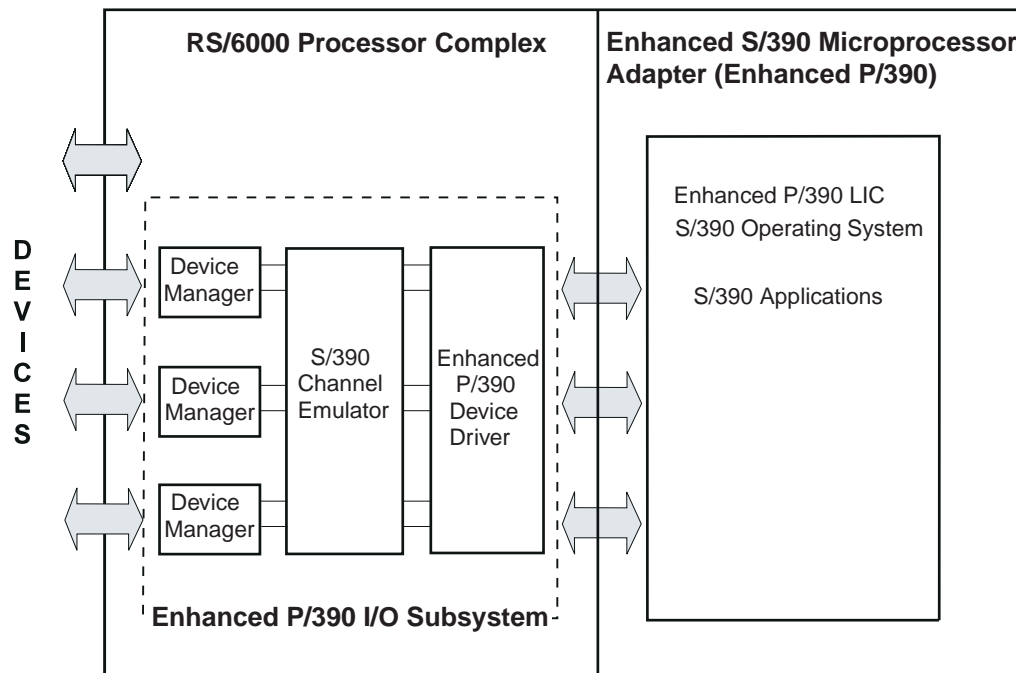 RS/6000 Processor Complex
Enhanced S/390 Microprocessor
Adapter (Enhanced P/390)
DEVICES
Device
Manager
Device
Manager
Device
Manager
S/390
Channel
Emulator
Enhanced
P/390
Device
Driver
Enhanced P/390 I/O Subsystem
Enhanced P/390 LIC
S/390 Operating System
S/390 Applications